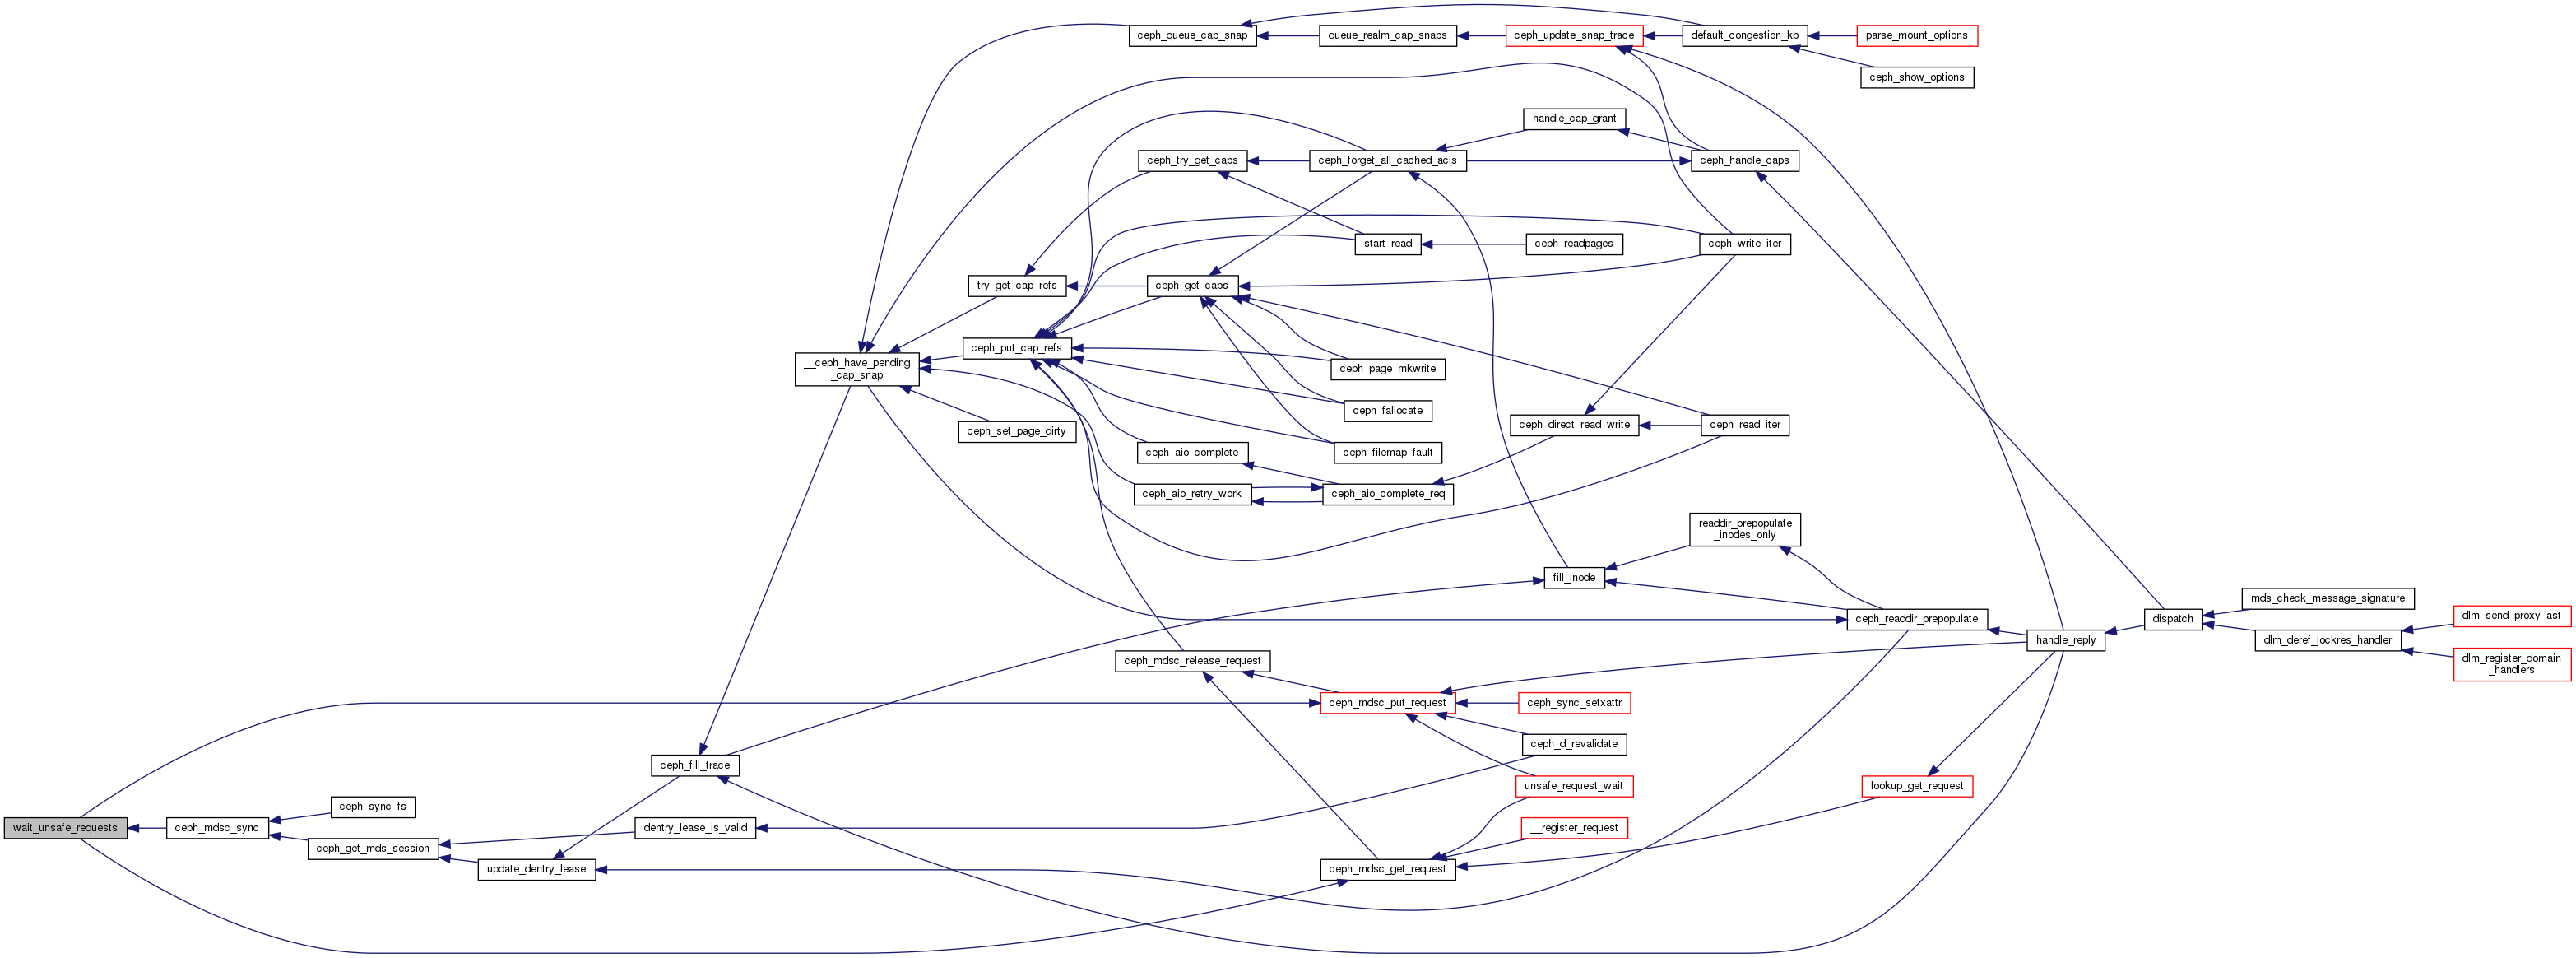 ceph_queue_cap_snap
queue_realm_cap_snaps
ceph_update_snap_trace
default_congestion_kb
parse_mount_options
ceph_show_options
handle_cap_grant
ceph_try_get_caps
ceph_forget_all_cached_acls
ceph_handle_caps
start_read
ceph_readpages
ceph_write_iter
try_get_cap_refs
ceph_get_caps
ceph_put_cap_refs
__ceph_have_pending
_cap_snap
ceph_page_mkwrite
ceph_fallocate
ceph_set_page_dirty
ceph_direct_read_write
ceph_read_iter
ceph_aio_complete
ceph_filemap_fault
ceph_aio_retry_work
ceph_aio_complete_req
readdir_prepopulate
_inodes_only
fill_inode
mds_check_message_signature
ceph_readdir_prepopulate
dispatch
dlm_send_proxy_ast
handle_reply
dlm_deref_lockres_handler
ceph_mdsc_release_request
dlm_register_domain
_handlers
ceph_mdsc_put_request
ceph_sync_setxattr
ceph_d_revalidate
ceph_fill_trace
unsafe_request_wait
lookup_get_request
ceph_sync_fs
wait_unsafe_requests
ceph_mdsc_sync
dentry_lease_is_valid
__register_request
ceph_get_mds_session
update_dentry_lease
ceph_mdsc_get_request